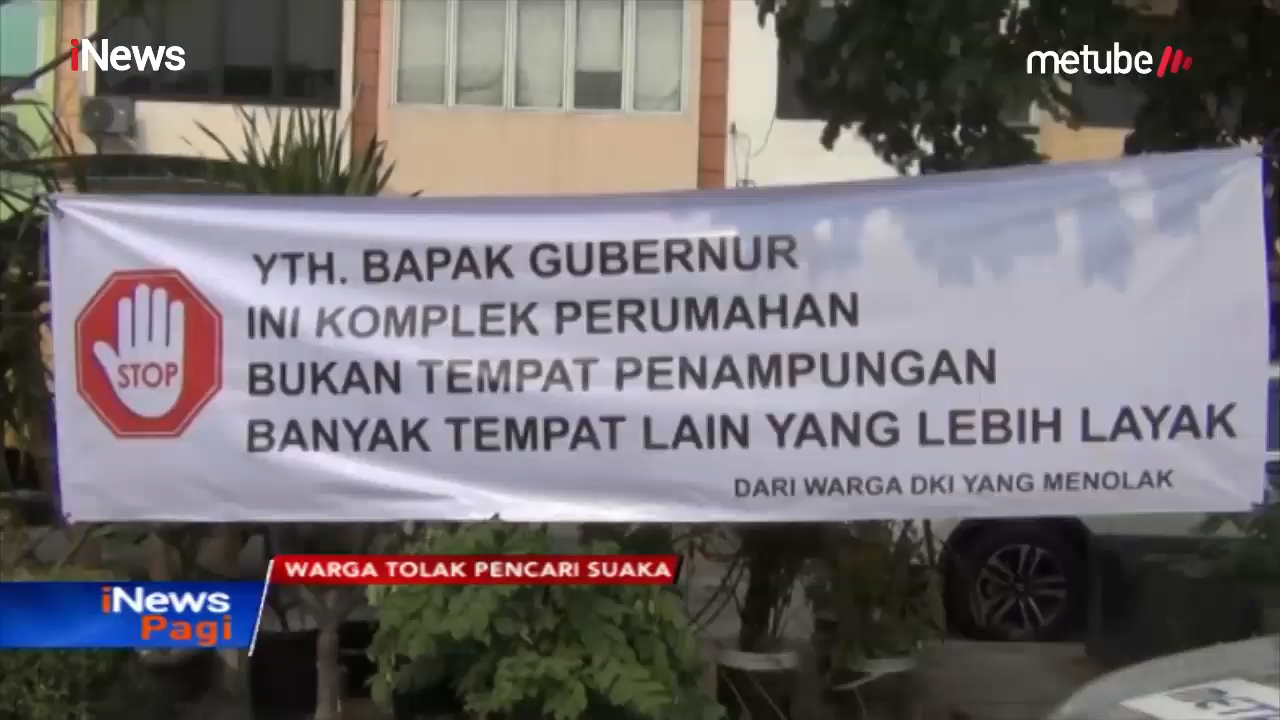 iNews
metube
YTH. BAPAK GUBERNUR
INI KOMPLEK PERUMAHAN
STOP
BUKAN TEMPAT PENAMPUNGAN
BANYAK TEMPAT LAIN YANG LEBIH LAYAK
DARI WARGA DKI YANG MENOLAK
WARGA TOLAK PENCARI SUAKA
iNews
Pagi